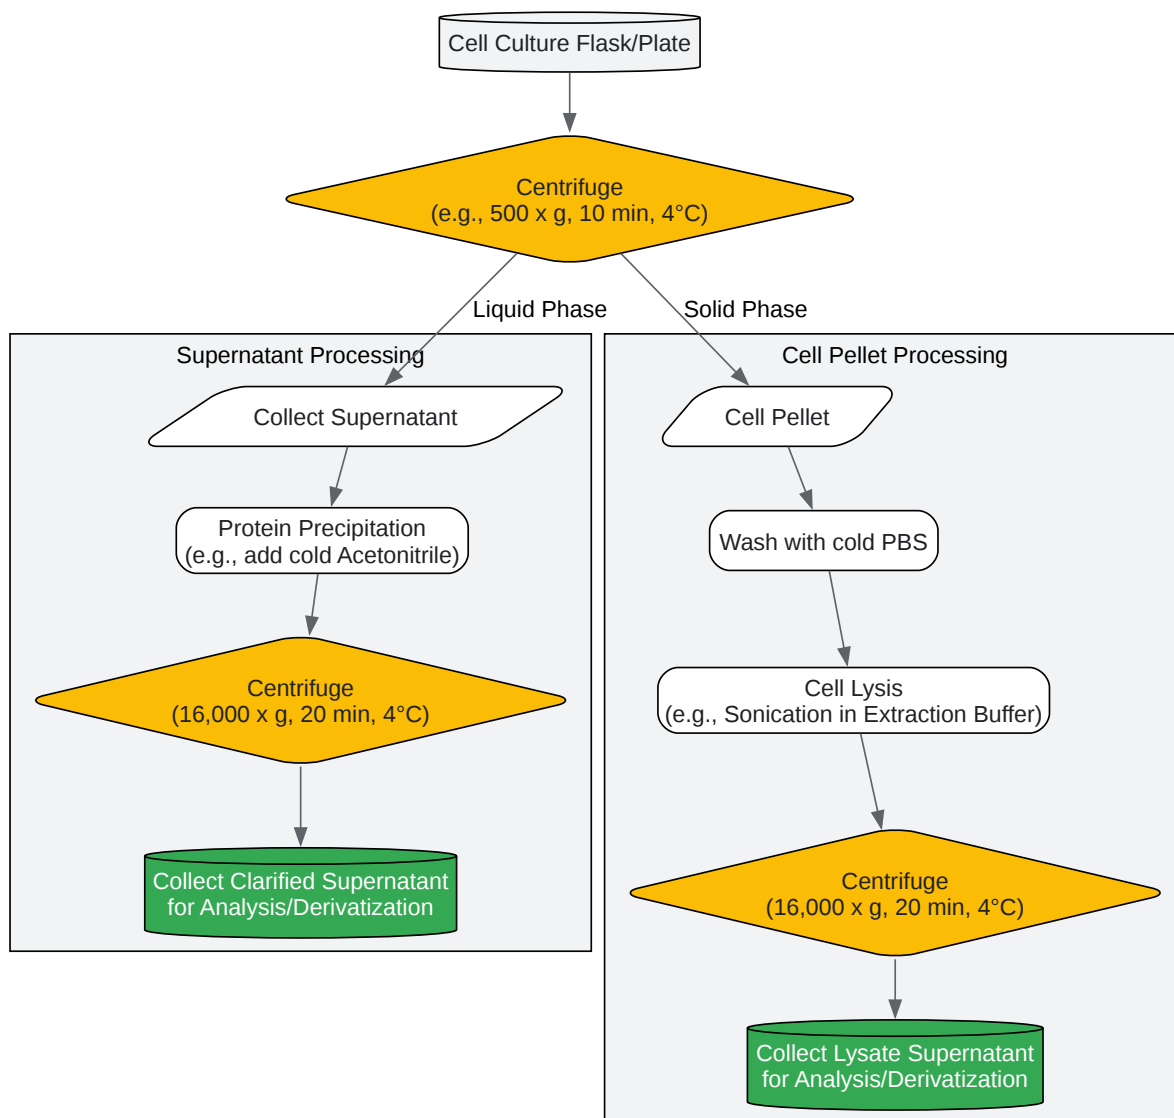 Cell Culture Flask/Plate
Centrifuge
(e.g., 500 x g, 10 min, 4°C)
Liquid Phase
Solid Phase
Supernatant Processing
Collect Supernatant
Protein Precipitation
(e.g., add cold Acetonitrile)
Centrifuge
(16,000 x g, 20 min, 4°C)
Collect Clarified Supernatant
for Analysis/Derivatization
Cell Pellet Processing
Cell Pellet
Wash with cold PBS
Cell Lysis
(e.g., Sonication in Extraction Buffer)
Centrifuge
(16,000 x g, 20 min, 4°C)
Collect Lysate Supernatant
for Analysis/Derivatization